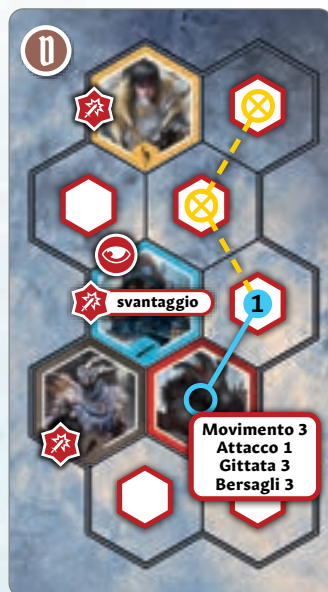 D
svantaggio
1
Movimento 3
Attacco 1
Gittata 3
Bersagli 3